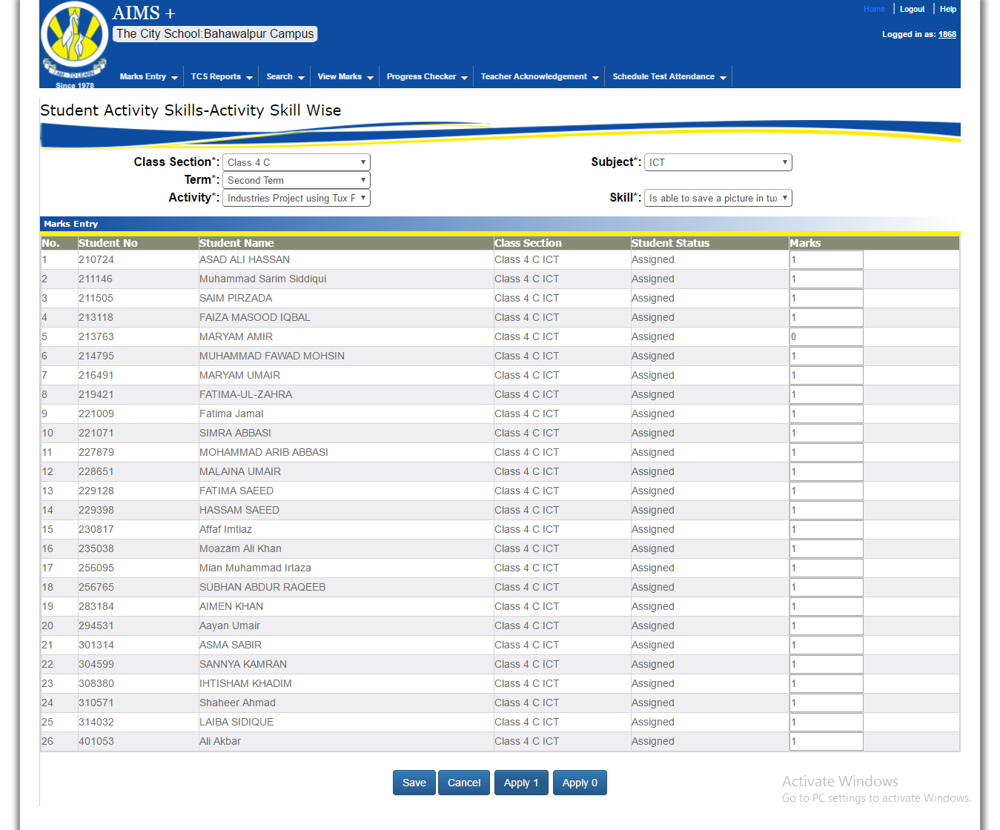 AIMS +
Home | Logout | Help
The City School:Bahawalpur Campus
Logged in as: 1868
I AM - TO LEARN
Since 1978
Marks Entry TCS Reports Search View Marks Progress Checker Teacher Acknowledgement Schedule Test Attendance
Student Activity Skills-Activity Skill Wise
Class Section*: Class 4 C Subject*: ICT
Term*: Second Term
Activity*: Industries Project using Tux F Skill*: Is able to save a picture in tux
Marks Entry
No. Student No Student Name Class Section Student Status Marks
1 210724 ASAD ALI HASSAN Class 4 C ICT Assigned 1
2 211146 Muhammad Sarim Siddiqui Class 4 C ICT Assigned 1
3 211505 SAIM PIRZADA Class 4 C ICT Assigned 1
4 213118 FAIZA MASOOD IQBAL Class 4 C ICT Assigned 1
5 213763 MARYAM AMIR Class 4 C ICT Assigned 0
6 214795 MUHAMMAD FAWAD MOHSIN Class 4 C ICT Assigned 1
7 216491 MARYAM UMAIR Class 4 C ICT Assigned 1
8 219421 FATIMA-UL-ZAHRA Class 4 C ICT Assigned 1
9 221009 Fatima Jamal Class 4 C ICT Assigned 1
10 221071 SIMRA ABBASI Class 4 C ICT Assigned 1
11 227879 MOHAMMAD ARIB ABBASI Class 4 C ICT Assigned 1
12 228651 MALAINA UMAIR Class 4 C ICT Assigned 1
13 229128 FATIMA SAEED Class 4 C ICT Assigned 1
14 229398 HASSAM SAEED Class 4 C ICT Assigned 1
15 230817 Affaf Imtiaz Class 4 C ICT Assigned 1
16 235038 Moazam Ali Khan Class 4 C ICT Assigned 1
17 256095 Mian Muhammad Irtaza Class 4 C ICT Assigned 1
18 256765 SUBHAN ABDUR RAQEEB Class 4 C ICT Assigned 1
19 283184 AIMEN KHAN Class 4 C ICT Assigned 1
20 294531 Aayan Umair Class 4 C ICT Assigned 1
21 301314 ASMA SABIR Class 4 C ICT Assigned 1
22 304599 SANNYA KAMRAN Class 4 C ICT Assigned 1
23 308380 IHTISHAM KHADIM Class 4 C ICT Assigned 1
24 310571 Shaheer Ahmad Class 4 C ICT Assigned 1
25 314032 LAIBA SIDIQUE Class 4 C ICT Assigned 1
26 401053 Ali Akbar Class 4 C ICT Assigned 1
Save Cancel Apply 1 Apply 0
Activate Windows
Go to PC settings to activate Windows.